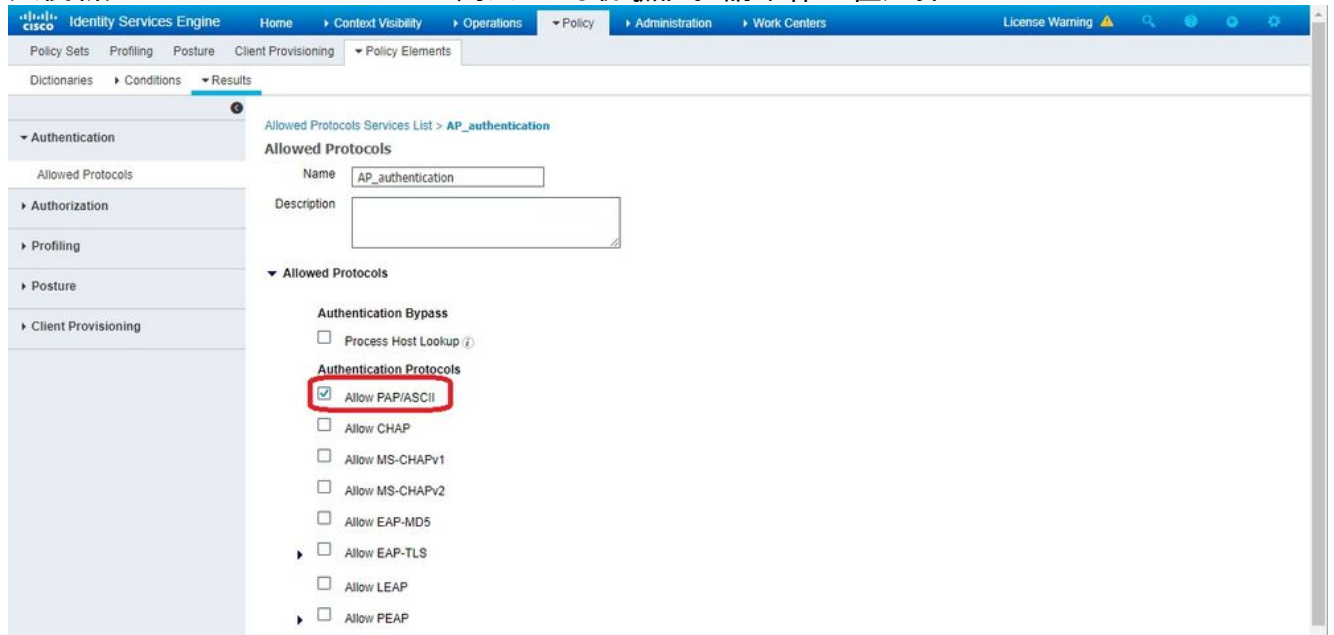 cisco Identity Services Engine Home Context Visibility Operations Policy Administration Work Centers License Warning
Policy Sets Profiling Posture Client Provisioning Policy Elements
Dictionaries Conditions Results
Authentication
Allowed Protocols
Authorization
Profiling
Posture
Client Provisioning
Allowed Protocols Services List > AP_authentication
Allowed Protocols
Name AP_authentication
Description
Allowed Protocols
Authentication Bypass
Process Host Lookup
Authentication Protocols
Allow PAP/ASCII
Allow CHAP
Allow MS-CHAPv1
Allow MS-CHAPv2
Allow EAP-MD5
Allow EAP-TLS
Allow LEAP
Allow PEAP